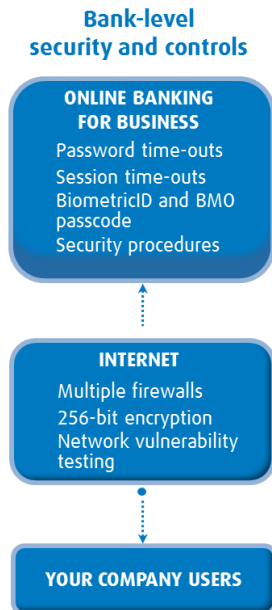 Bank-level
security and controls
ONLINE BANKING
FOR BUSINESS
Password time-outs
Session time-outs
BiometricID and BMO
passcode
Security procedures
INTERNET
Multiple firewalls
256-bit encryption
Network vulnerability
testing
YOUR COMPANY USERS